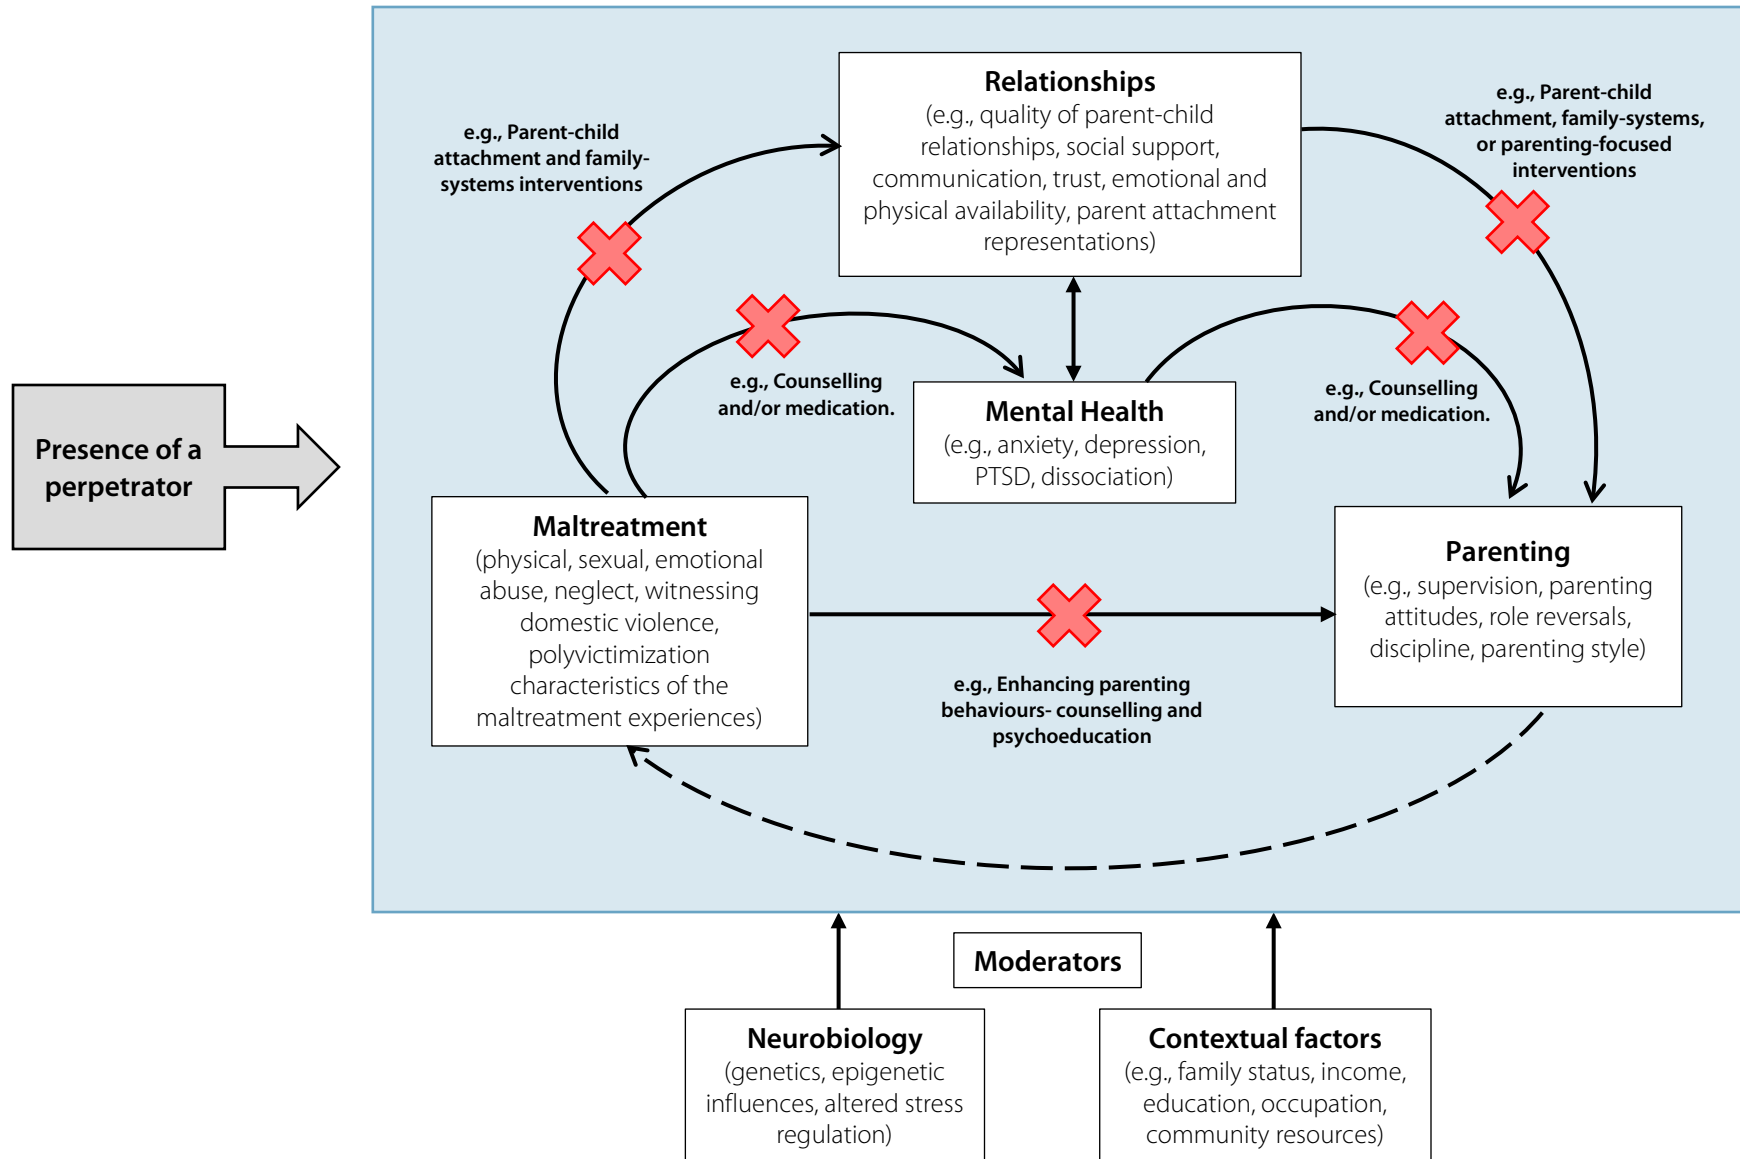 Relationships
(e.g., quality of parent-child
relationships, social support,
communication, trust, emotional and
physical availability, parent attachment
representations)
e.g., Parent-child
attachment and family-
systems interventions
e.g., Parent-child
attachment, family-systems,
or parenting-focused
interventions
e.g., Counselling
and/or medication.
Mental Health
(e.g., anxiety, depression,
PTSD, dissociation)
e.g., Counselling
and/or medication.
Presence of a
perpetrator
Maltreatment
(physical, sexual, emotional
abuse, neglect, witnessing
domestic violence,
polyvictimization
characteristics of the
maltreatment experiences)
Parenting
(e.g., supervision, parenting
attitudes, role reversals,
discipline, parenting style)
e.g., Enhancing parenting
behaviours- counselling and
psychoeducation
Moderators
Neurobiology
(genetics, epigenetic
influences, altered stress
regulation)
Contextual factors
(e.g., family status, income,
education, occupation,
community resources)